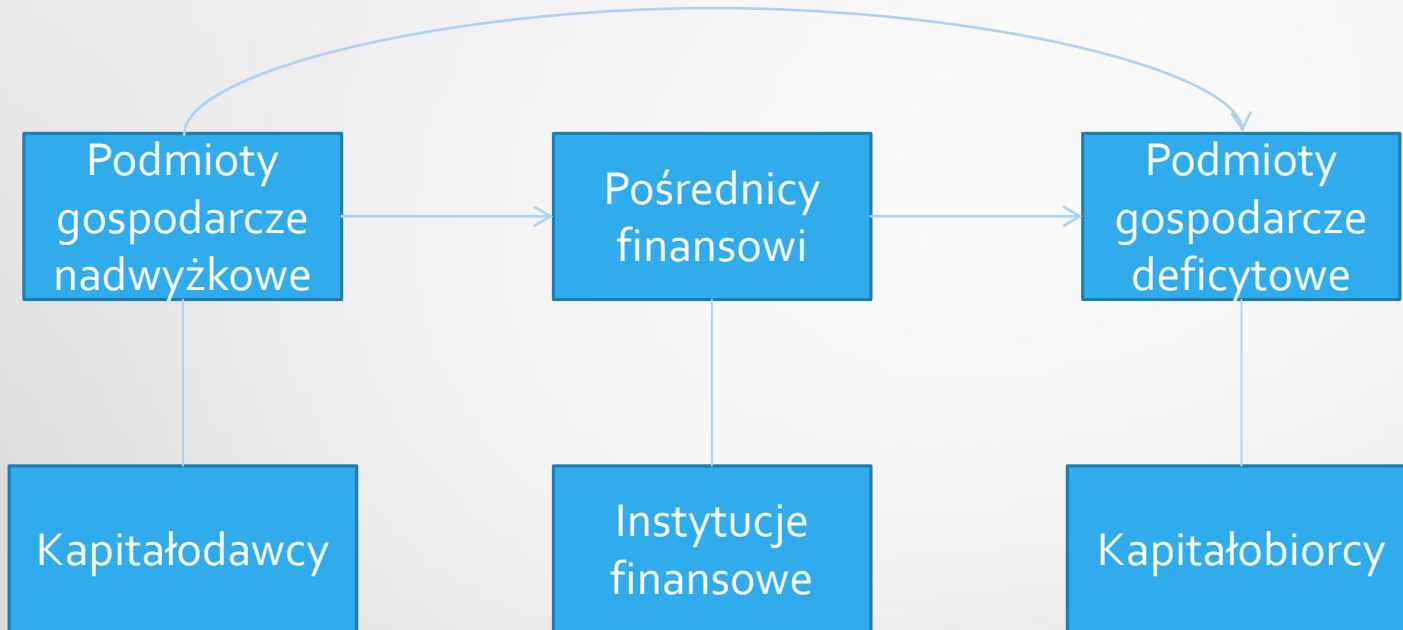 Podmioty
gospodarcze
nadwyżkowe
Pośrednicy
finansowi
Podmioty
gospodarcze
deficytowe
Kapitałodawcy
Instytucje
finansowe
Kapitałobiorcy